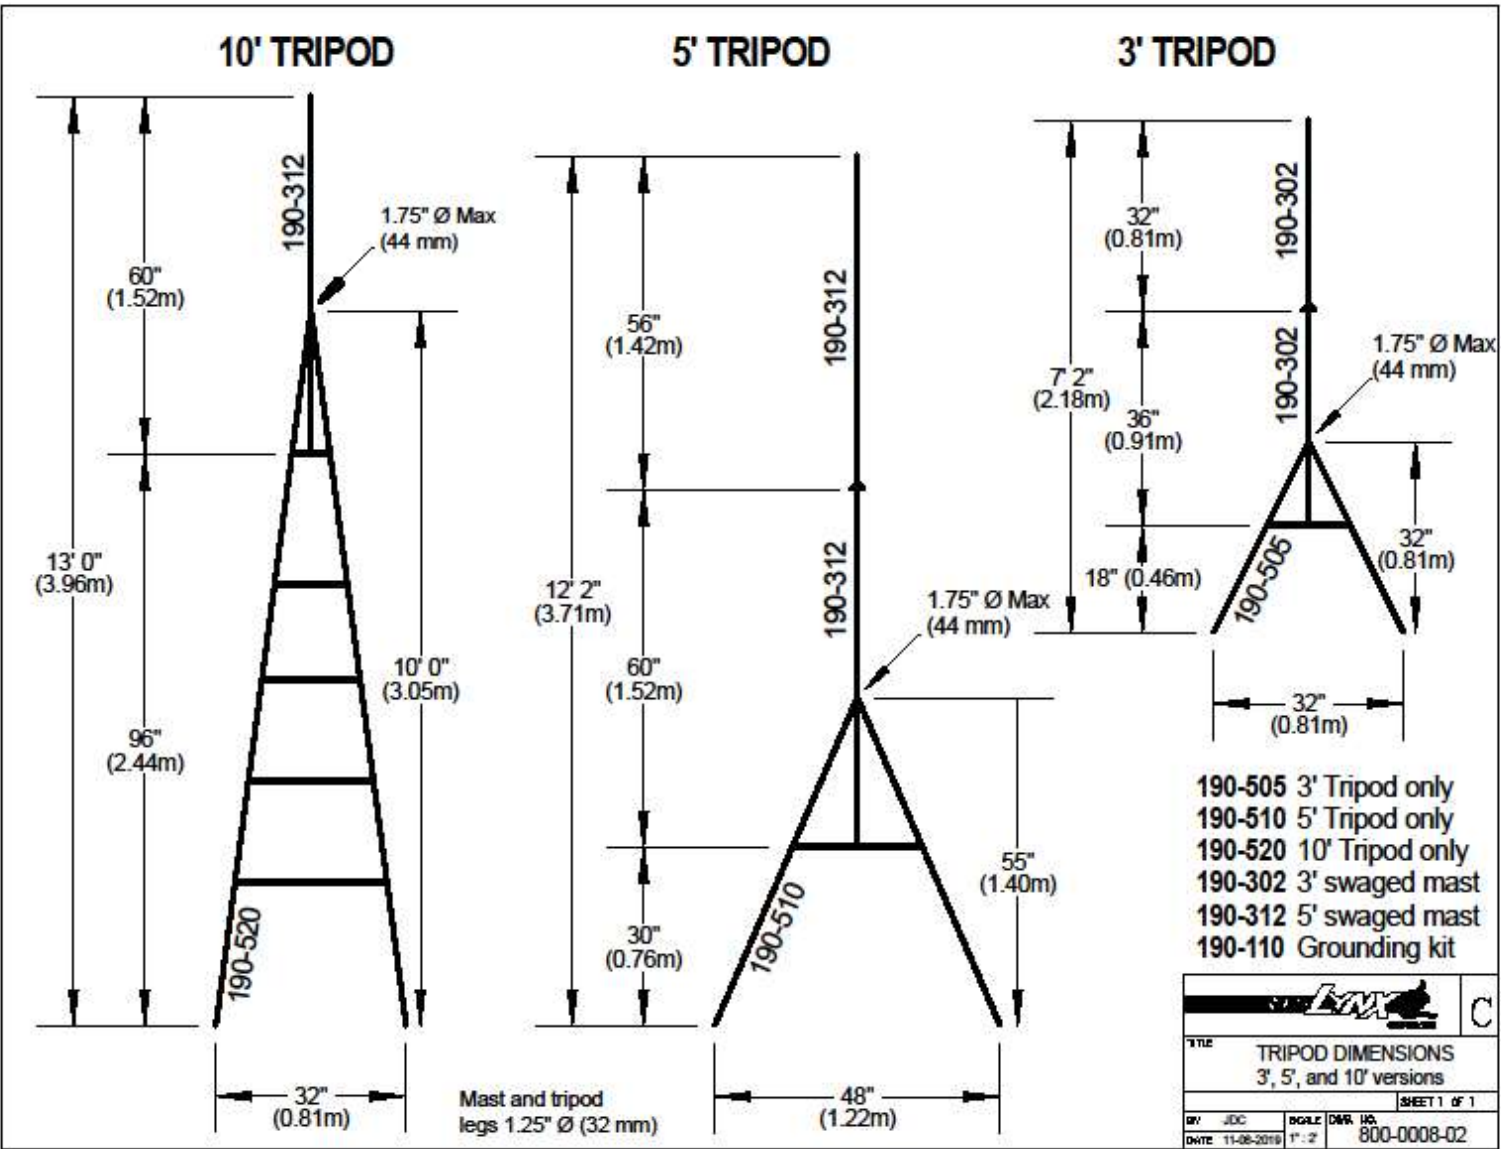 10' TRIPOD
5' TRIPOD
3' TRIPOD
190-312
1.75" Ø Max
(44 mm)
60"
(1.52m)
13' 0"
(3.96m)
10' 0"
(3.05m)
96"
(2.44m)
190-520
32"
(0.81m)
Mast and tripod
legs 1.25" Ø (32 mm)
190-312
56"
(1.42m)
12' 2"
(3.71m)
190-312
1.75" Ø Max
(44 mm)
60"
(1.52m)
55"
(1.40m)
30"
(0.76m)
190-510
48"
(1.22m)
190-302
32"
(0.81m)
190-302
1.75" Ø Max
(44 mm)
7' 2"
(2.18m)
36"
(0.91m)
32"
(0.81m)
18" (0.46m)
190-505
32"
(0.81m)
190-505 3' Tripod only
190-510 5' Tripod only
190-520 10' Tripod only
190-302 3' swaged mast
190-312 5' swaged mast
190-110 Grounding kit
LYNX
C
TITLE
TRIPOD DIMENSIONS
3', 5', and 10' versions
SHEET 1 OF 1
BY JDC
SCALE
DWG. NO.
DATE 11-08-2019
1" : 2'
800-0008-02